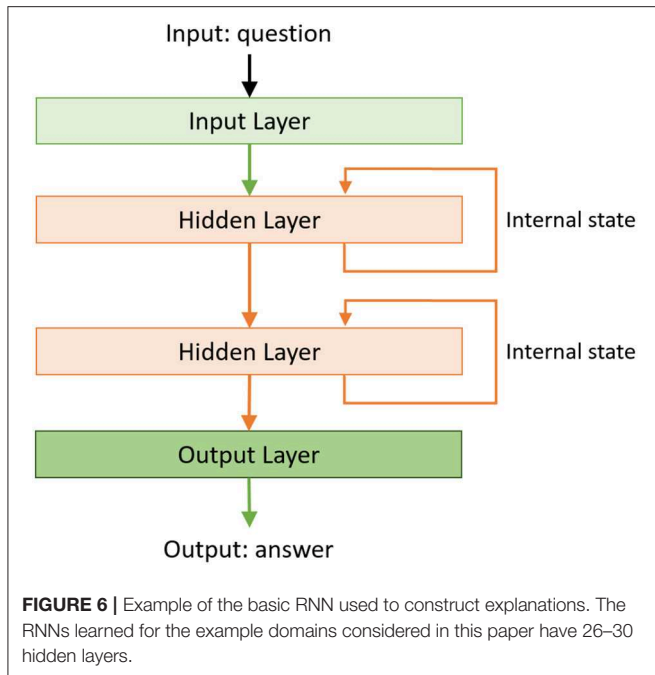 Input: question
Input Layer
Hidden Layer
Internal state
Hidden Layer
Internal state
Output Layer
Output: answer
FIGURE 6 | Example of the basic RNN used to construct explanations. The
RNNs learned for the example domains considered in this paper have 26–30
hidden layers.